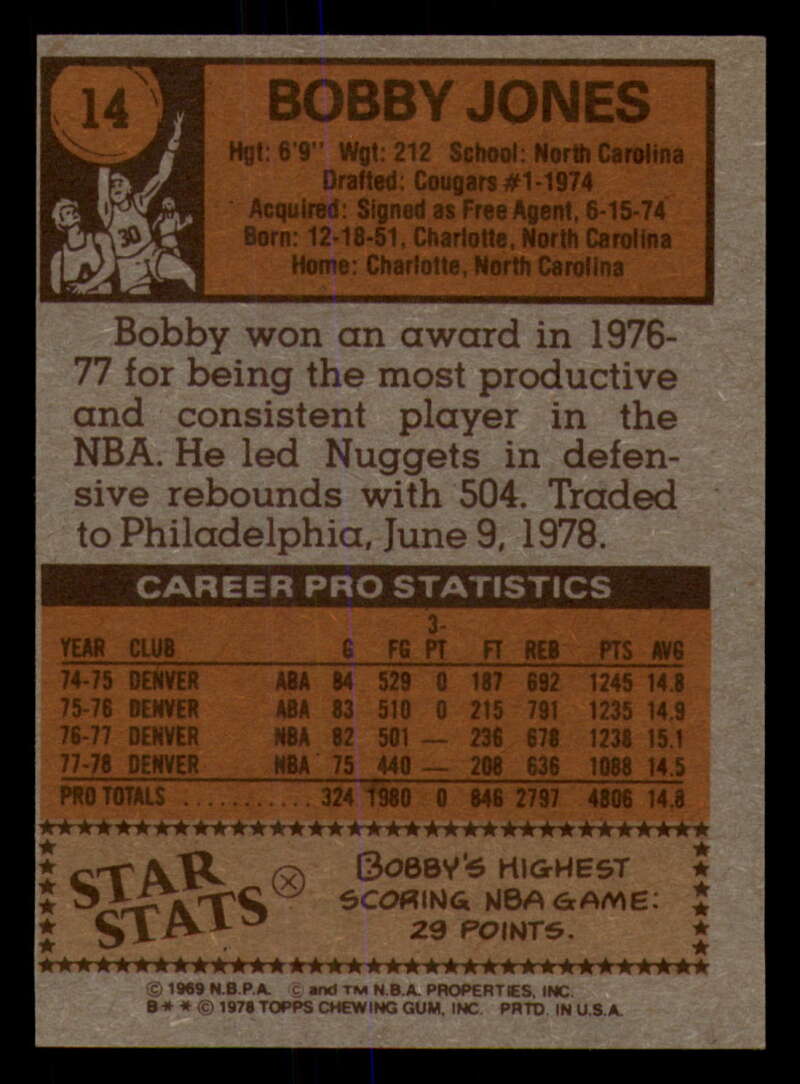 14
BOBBY JONES
Hgt: 6'9" Wgt: 212 School: North Carolina
Drafted: Cougars #1-1974
Acquired: Signed as Free Agent, 6-15-74
Born: 12-18-51, Charlotte, North Carolina
Home: Charlotte, North Carolina
30
Bobby won an award in 1976-
77 for being the most productive
and consistent player in the
NBA. He led Nuggets in defen-
sive rebounds with 504. Traded
to Philadelphia, June 9, 1978.
CAREER PRO STATISTICS
YEAR CLUB G FG 3-PT FT REB PTS AVG
74-75 DENVER ABA 84 529 0 187 692 1245 14.8
75-76 DENVER ABA 83 510 0 215 791 1235 14.9
76-77 DENVER NBA 82 501 — 236 678 1238 15.1
77-78 DENVER NBA 75 440 — 208 636 1088 14.5
PRO TOTALS ........... 324 1980 0 846 2797 4806 14.8
STAR STATS
BOBBY'S HIGHEST
SCORING NBA GAME:
29 POINTS.
© 1969 N.B.P.A. © and TM N.B.A. PROPERTIES, INC.
B* * © 1978 TOPPS CHEWING GUM, INC. PRTD. IN U.S.A.